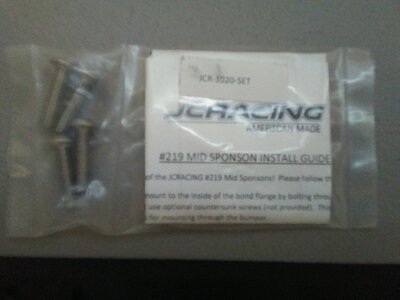 JCR-1020-SET
JCRACING
AMERICAN MADE
#219 MID SPONSON INSTALL GUIDE
of the JCRACING #219 Mid Sponsons! Please follow th
mount to the inside of the bond flange by bolting throu
use optional countersunk screws (not provided). This
for mounting through the bumper.